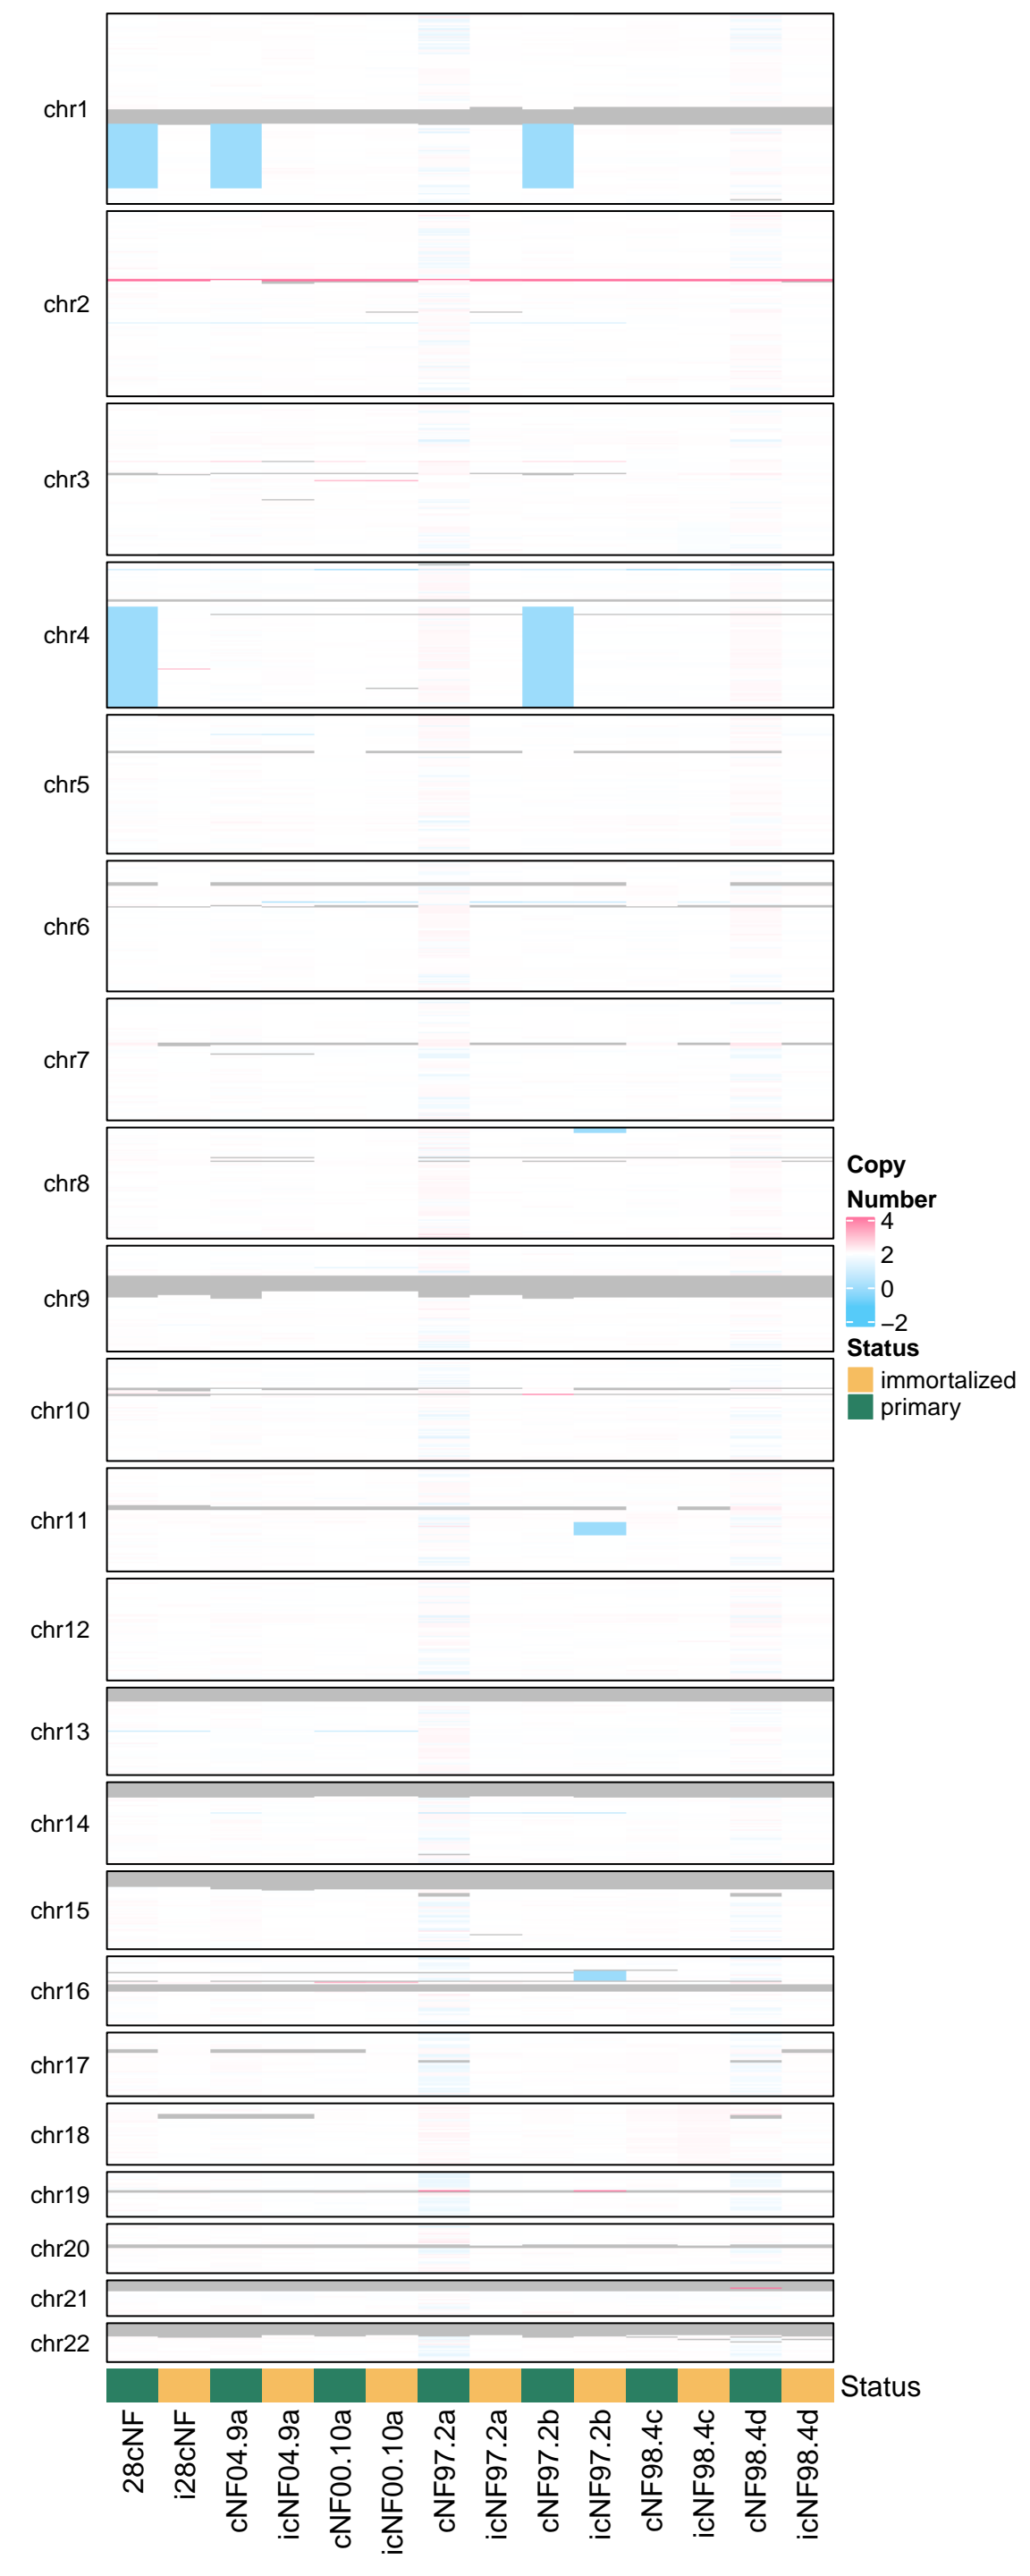 chr1
chr2
chr3
chr4
chr5
chr6
chr7
chr8
chr9
chr10
chr11
chr12
chr13
chr14
chr15
chr16
chr17
chr18
chr19
chr20
chr21
chr22
Copy
Number
4
2
0
−2
Status
immortalized
primary
Status
28cNF
i28cNF
cNF04.9a
icNF04.9a
cNF00.10a
icNF00.10a
cNF97.2a
icNF97.2a
cNF97.2b
icNF97.2b
cNF98.4c
icNF98.4c
cNF98.4d
icNF98.4d